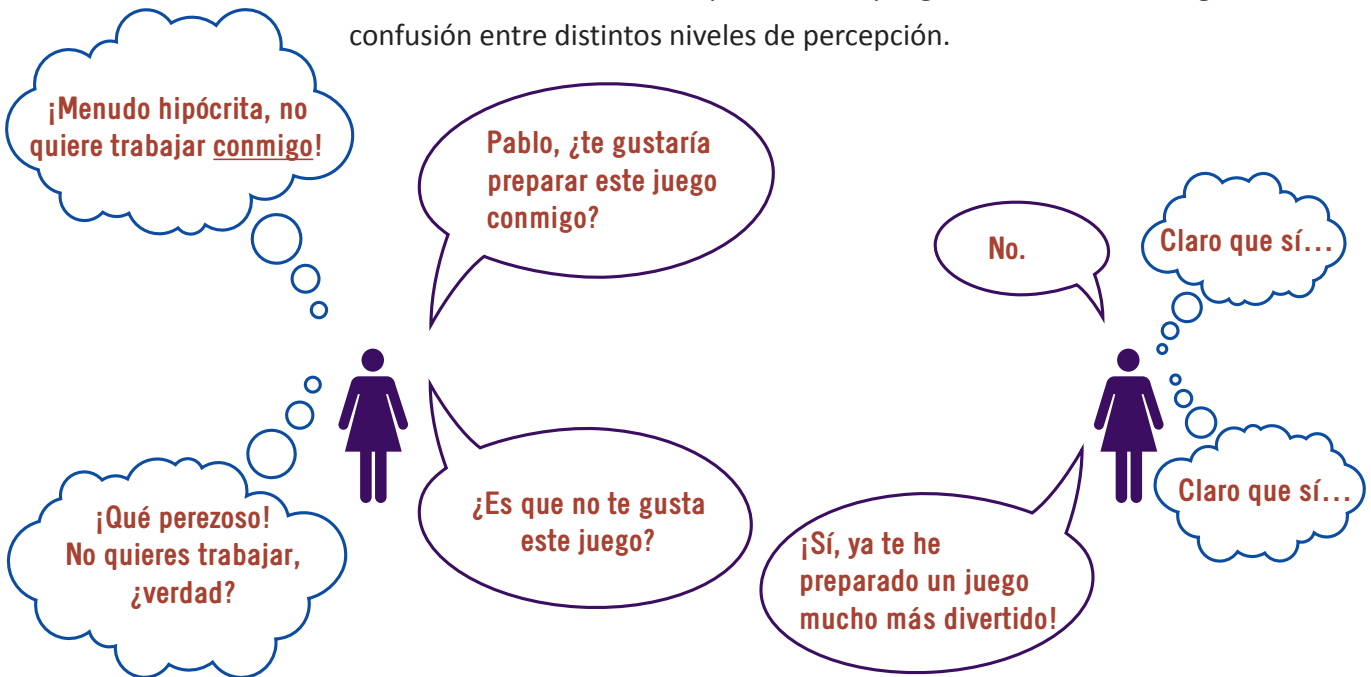 confusión entre distintos niveles de percepción.
¡Menudo hipócrita, no
quiere trabajar conmigo!
Pablo, ¿te gustaría
preparar este juego
conmigo?
No.
Claro que sí...
¡Qué perezoso!
No quieres trabajar,
¿verdad?
¿Es que no te gusta
este juego?
¡Sí, ya te he
preparado un juego
mucho más divertido!
Claro que sí...